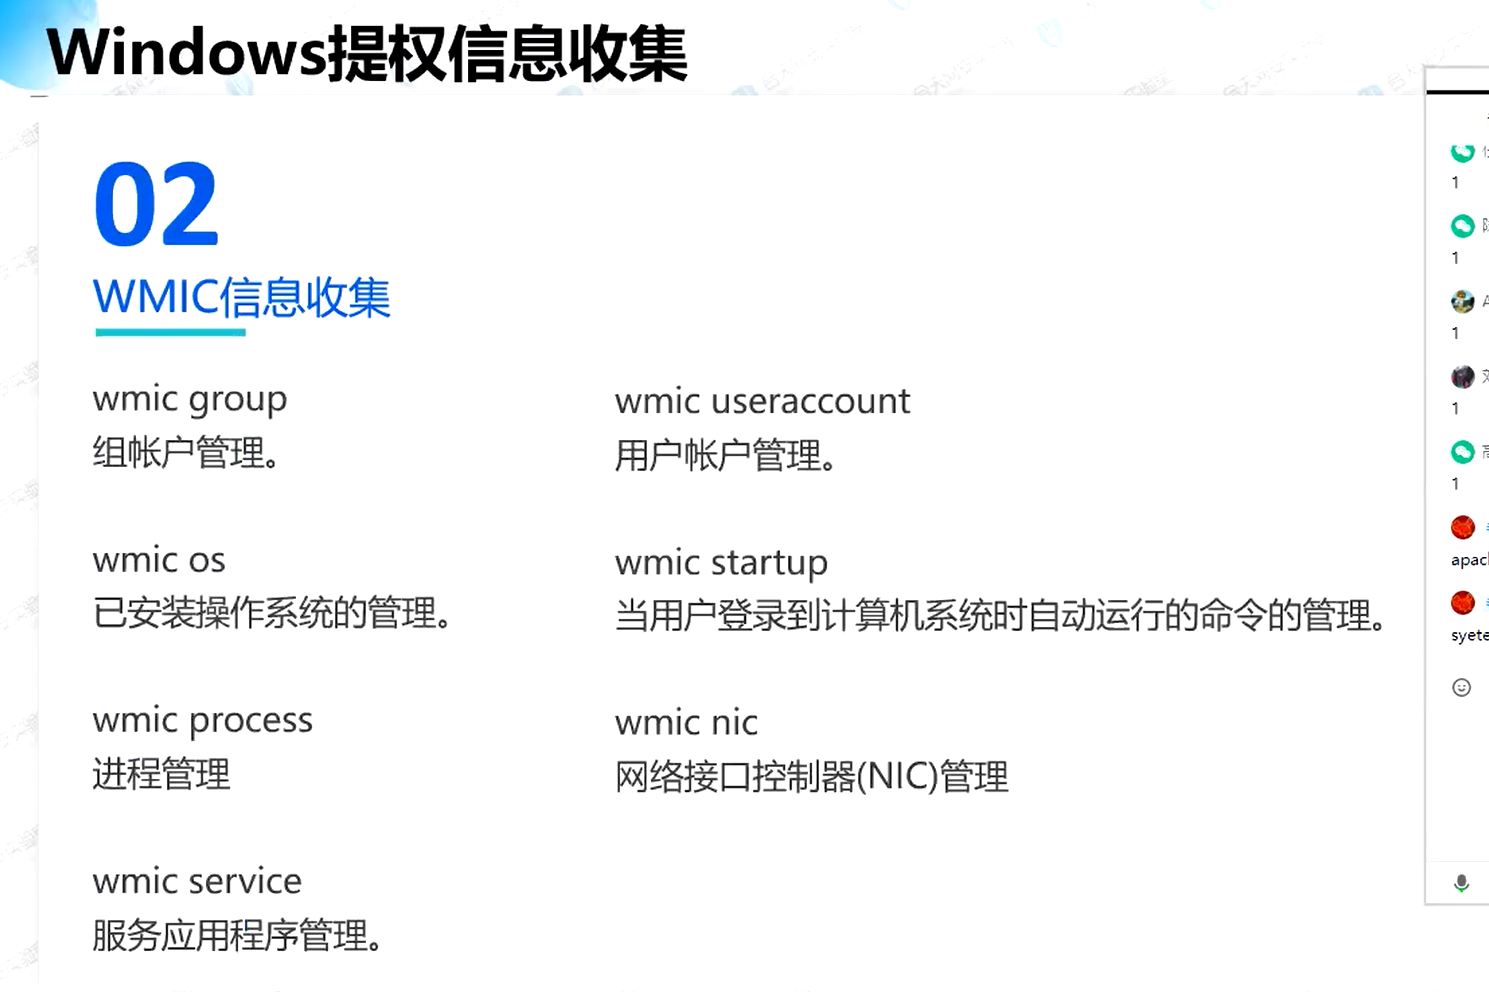 Windows提权信息收集
02
WMIC信息收集
wmic group
组帐户管理。
wmic useraccount
用户帐户管理。
wmic os
已安装操作系统的管理。
wmic startup
当用户登录到计算机系统时自动运行的命令的管理。
wmic process
进程管理
wmic nic
网络接口控制器(NIC)管理
wmic service
服务应用程序管理。
1
1
1
1
1